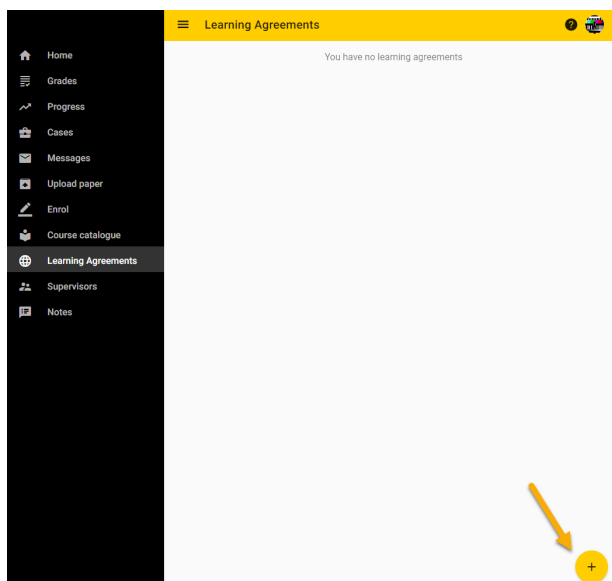 Learning Agreements
Home
Grades
Progress
Cases
Messages
Upload paper
Enrol
Course catalogue
Learning Agreements
Supervisors
Notes
You have no learning agreements